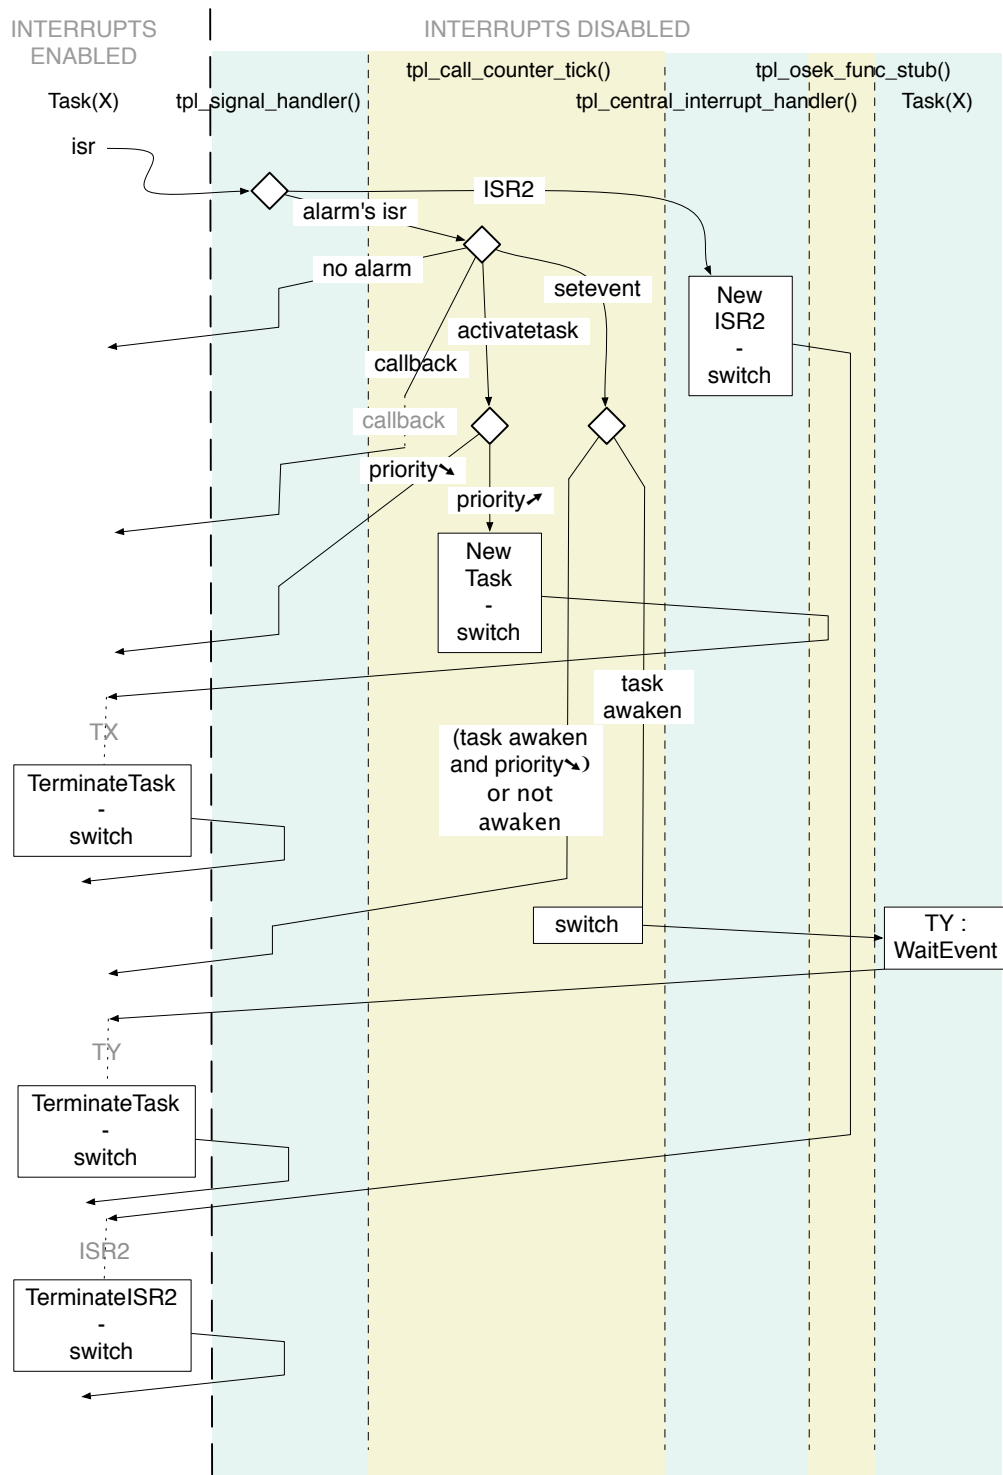 INTERRUPTS
ENABLED
INTERRUPTS DISABLED
tpl_call_counter_tick()
tpl_osek_func_stub()
Task(X)
tpl_signal_handler()
tpl_central_interrupt_handler()
Task(X)
isr
ISR2
alarm's isr
no alarm
setevent
New
ISR2
-
switch
activatetask
callback
callback
priority➘
priority➚
New
Task
-
switch
task
awaken
TX
(task awaken
and priority➘)
or not
awaken
TerminateTask
-
switch
switch
TY :
WaitEvent
TY
TerminateTask
-
switch
ISR2
TerminateISR2
-
switch